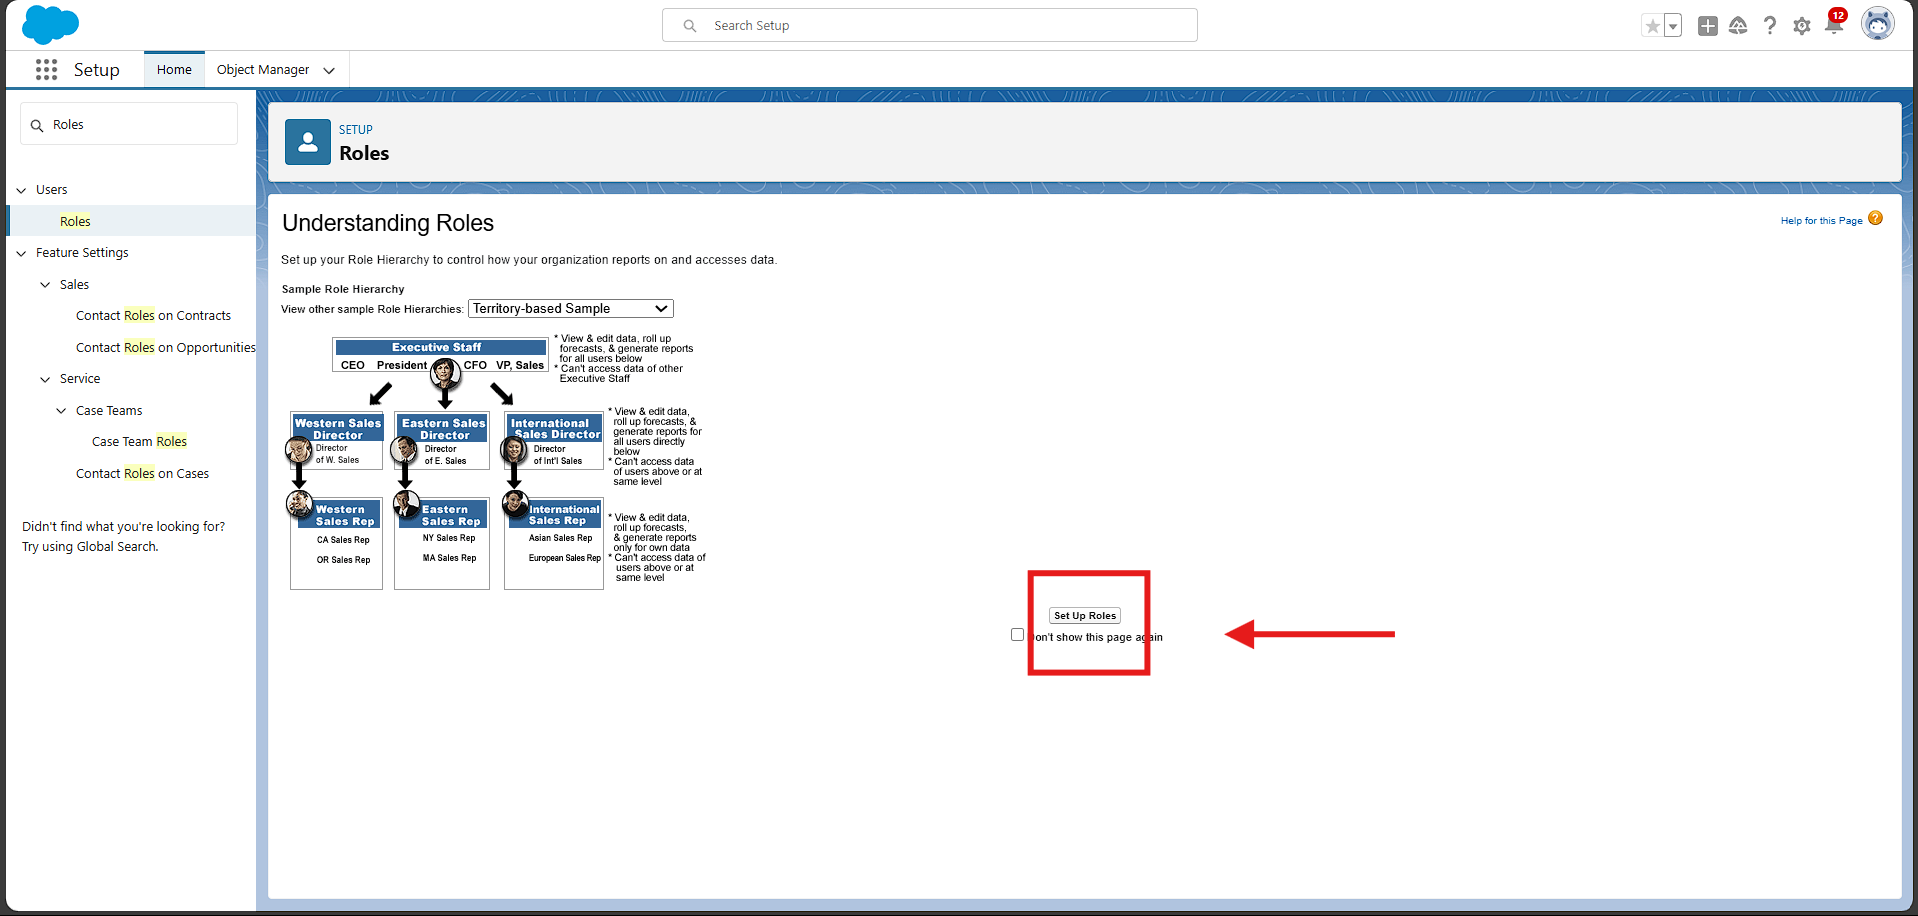 Search Setup
12
Setup
Home
Object Manager
Roles
Users
Roles
Feature Settings
Sales
Contact Roles on Contracts
Contact Roles on Opportunities
Service
Case Teams
Case Team Roles
Contact Roles on Cases
Didn't find what you're looking for?
Try using Global Search.
SETUP
Roles
Understanding Roles
Help for this Page
Set up your Role Hierarchy to control how your organization reports on and accesses data.
Sample Role Hierarchy
View other sample Role Hierarchies: Territory-based Sample
Executive Staff
CEO President CFO VP, Sales
* View & edit data, roll up
forecasts, & generate reports
for all users below
* Can't access data of other
Executive Staff
Western Sales
Director
Director
of W. Sales
Eastern Sales
Director
Director
of E. Sales
International
Sales Director
Director
of Int'l Sales
* View & edit data,
roll up forecasts, &
generate reports for
all users directly
below
* Can't access data
of users above or at
same level
Western
Sales Rep
CA Sales Rep
OR Sales Rep
Eastern
Sales Rep
NY Sales Rep
MA Sales Rep
International
Sales Rep
Asian Sales Rep
European Sales Rep
* View & edit data,
roll up forecasts,
& generate reports
only for own data
* Can't access data of
users above or at
same level
Set Up Roles
Don't show this page again